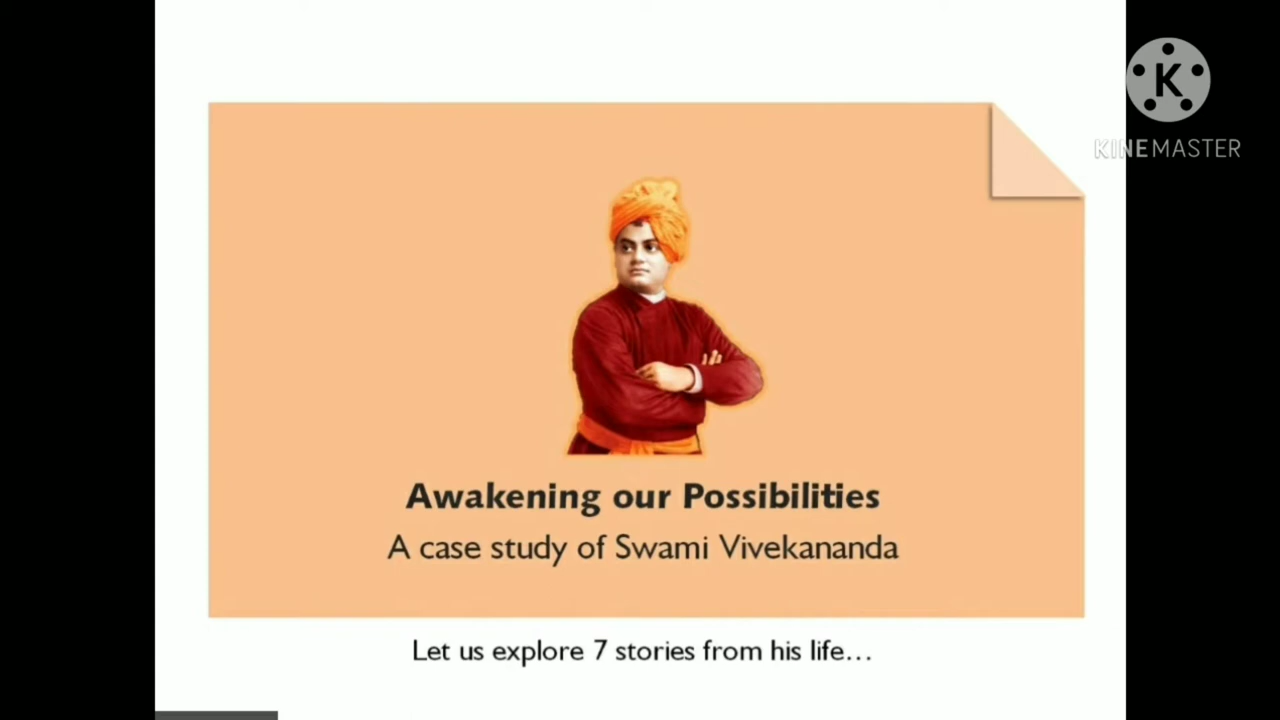 K
KINEMASTER
Awakening our Possibilities
A case study of Swami Vivekananda
Let us explore 7 stories from his life...